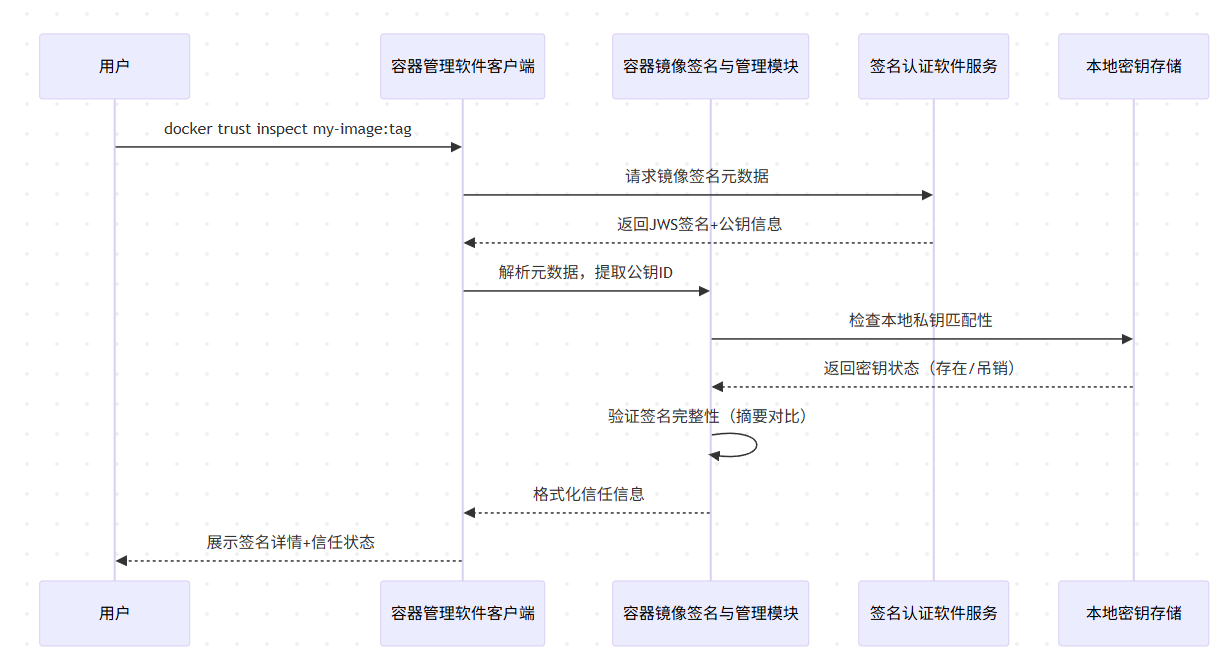 用户
容器管理软件客户端
容器镜像签名与管理模块
签名认证软件服务
本地密钥存储
docker trust inspect my-image:tag
请求镜像签名元数据
返回JWS签名+公钥信息
解析元数据，提取公钥ID
检查本地私钥匹配性
返回密钥状态（存在/吊销）
验证签名完整性（摘要对比）
格式化信任信息
展示签名详情+信任状态
用户
容器管理软件客户端
容器镜像签名与管理模块
签名认证软件服务
本地密钥存储